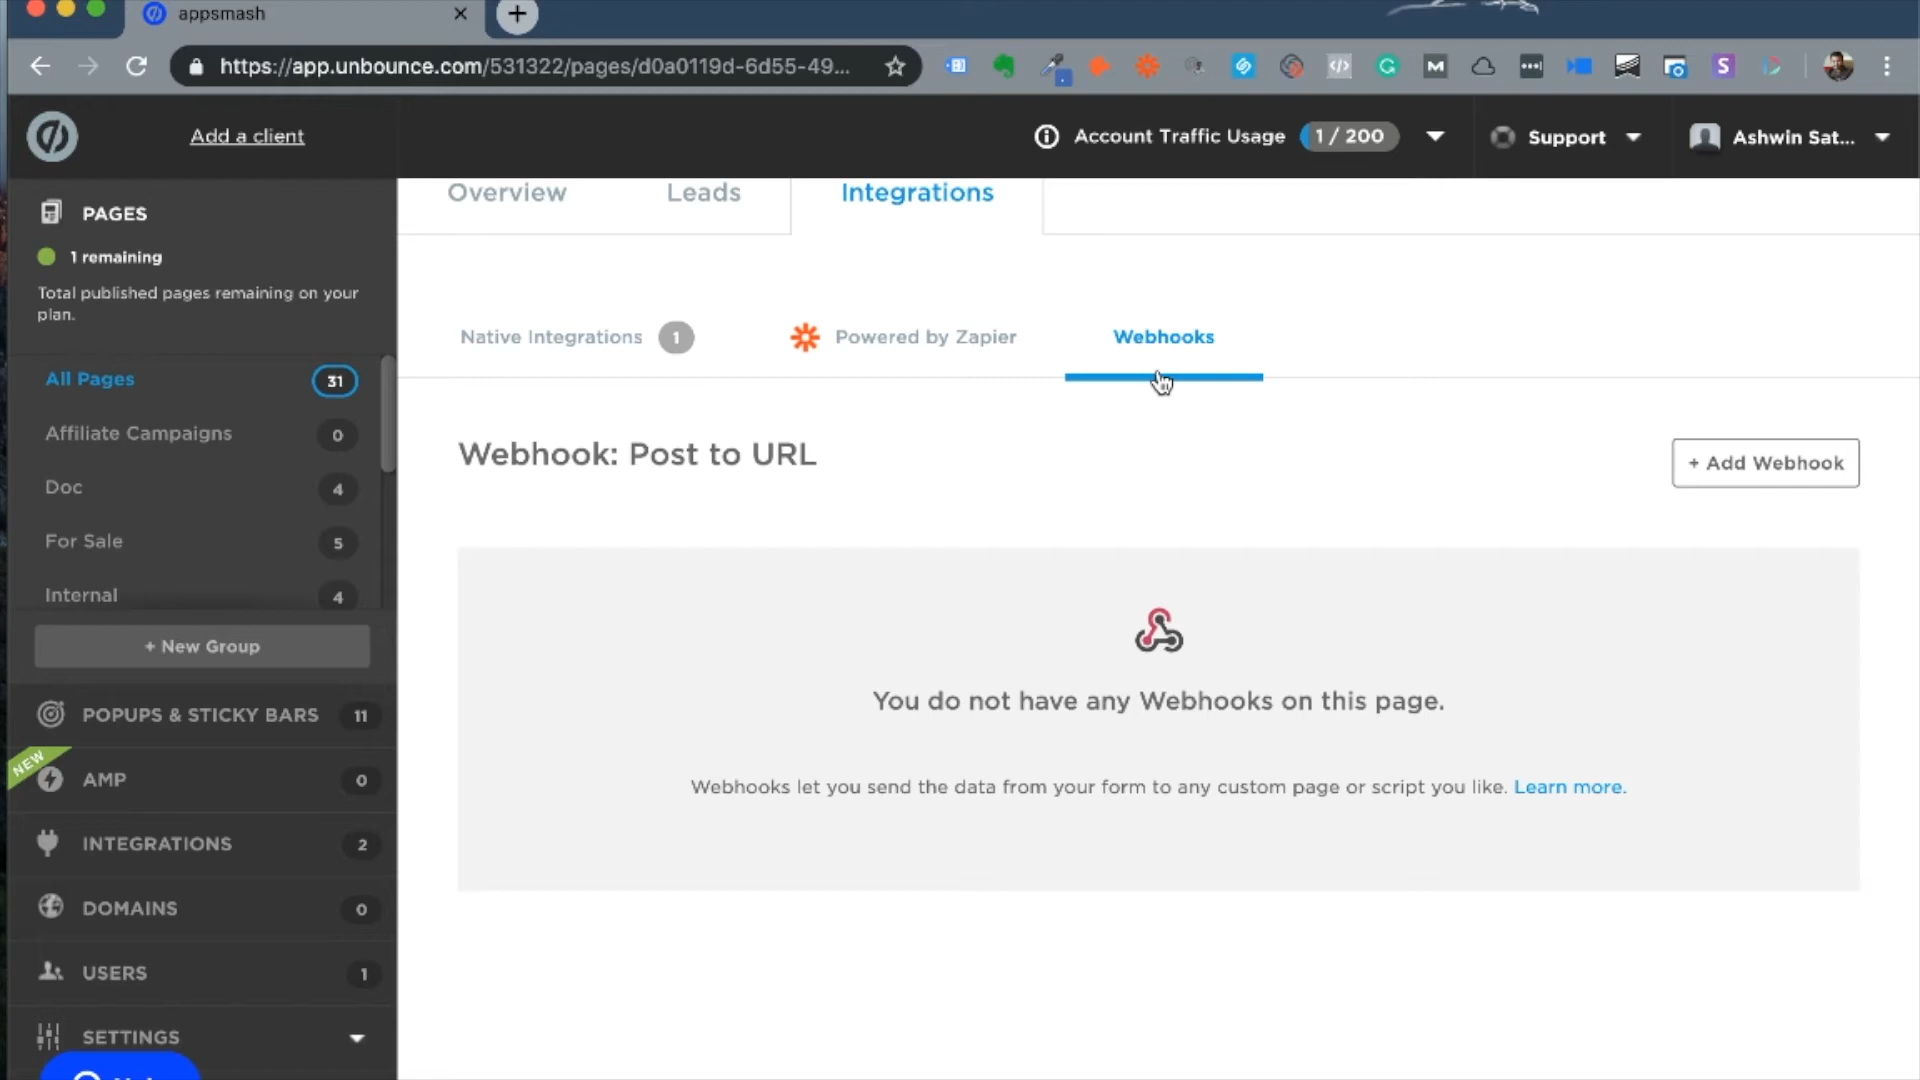 appsmash
https://app.unbounce.com/531322/pages/d0a0119d-6d55-49...
Add a client
Account Traffic Usage 1 / 200
Support
Ashwin Sat...
PAGES
1 remaining
Total published pages remaining on your
plan.
All Pages 31
Affiliate Campaigns 0
Doc 4
For Sale 5
Internal 4
+ New Group
POPUPS & STICKY BARS 11
NEW
AMP 0
INTEGRATIONS 2
DOMAINS 0
USERS 1
SETTINGS
Overview
Leads
Integrations
Native Integrations 1
Powered by Zapier
Webhooks
Webhook: Post to URL
+ Add Webhook
You do not have any Webhooks on this page.
Webhooks let you send the data from your form to any custom page or script you like. Learn more.